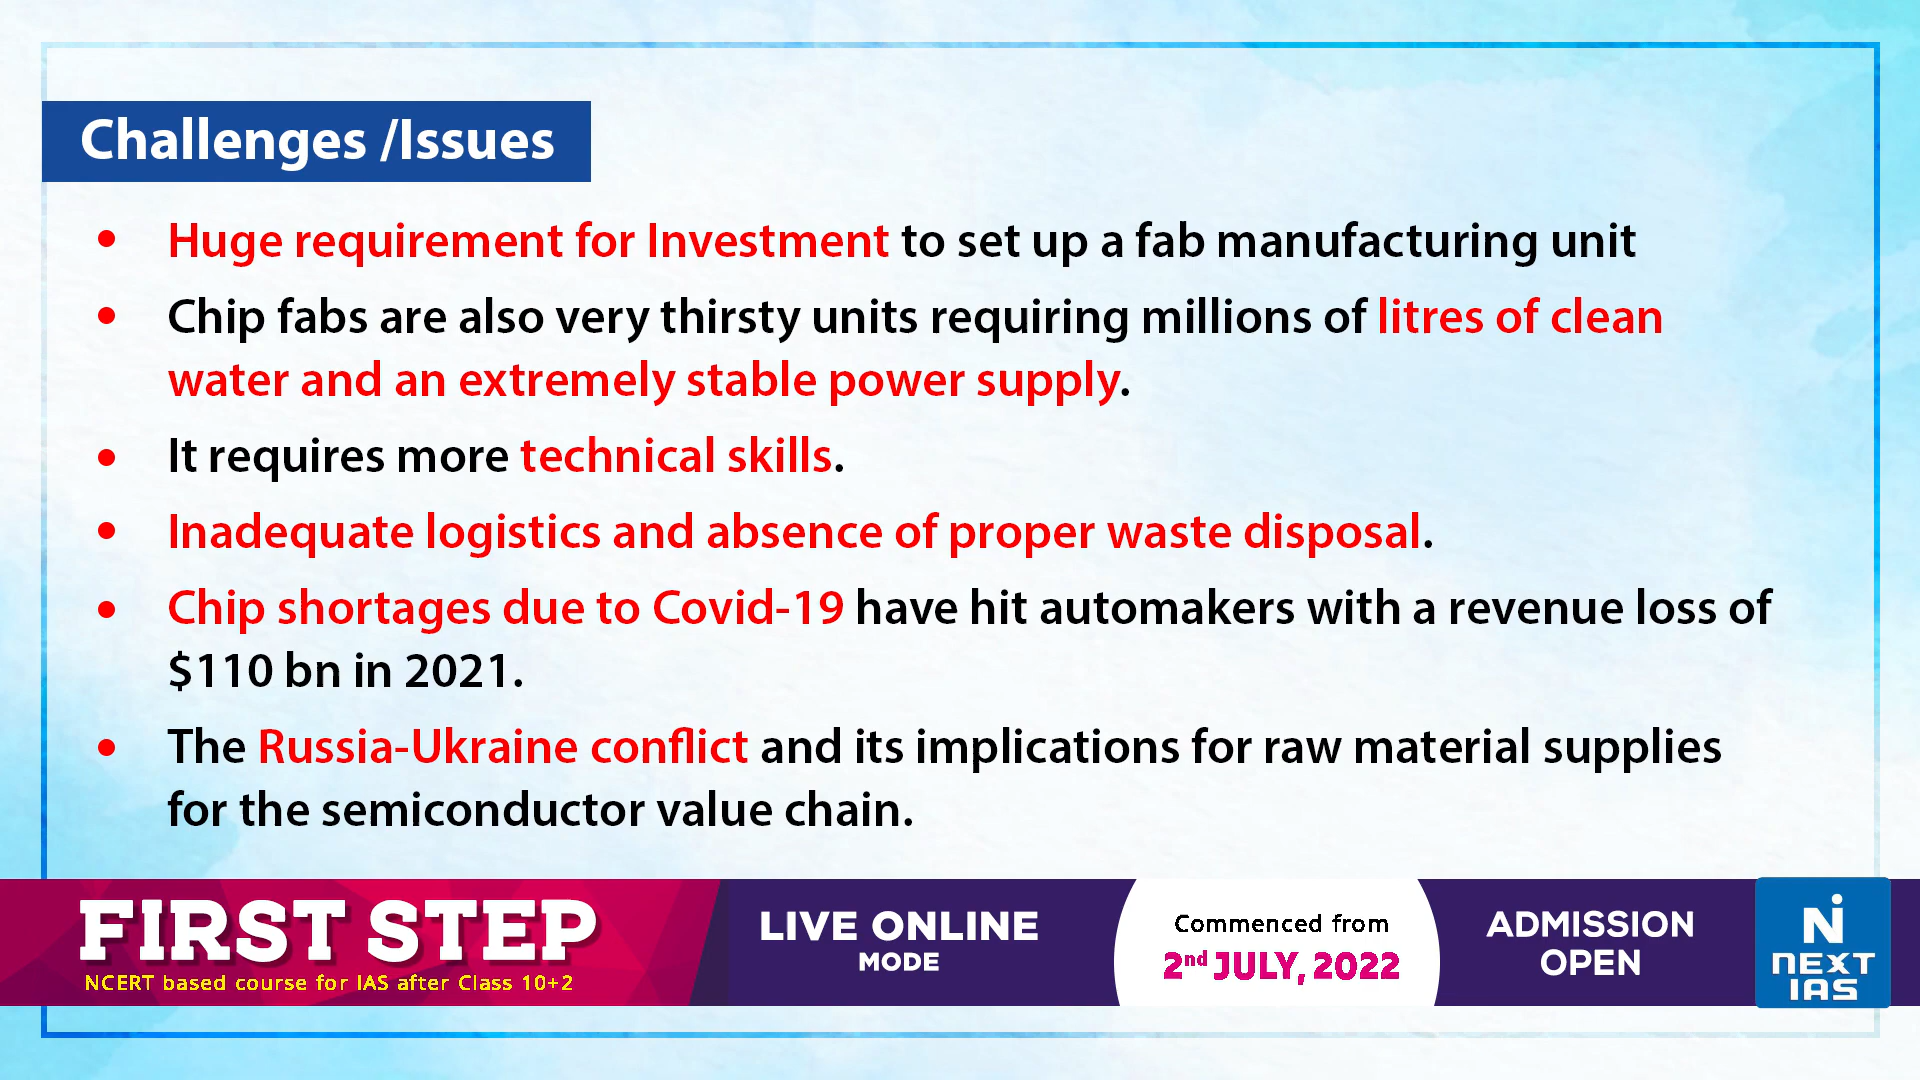 Challenges /Issues
• Huge requirement for Investment to set up a fab manufacturing unit
• Chip fabs are also very thirsty units requiring millions of litres of clean
water and an extremely stable power supply.
• It requires more technical skills.
• Inadequate logistics and absence of proper waste disposal.
• Chip shortages due to Covid-19 have hit automakers with a revenue loss of
$110 bn in 2021.
• The Russia-Ukraine conflict and its implications for raw material supplies
for the semiconductor value chain.
FIRST STEP
NCERT based course for IAS after Class 10+2
LIVE ONLINE
MODE
Commenced from
2nd JULY, 2022
ADMISSION
OPEN
N
NEXT
IAS